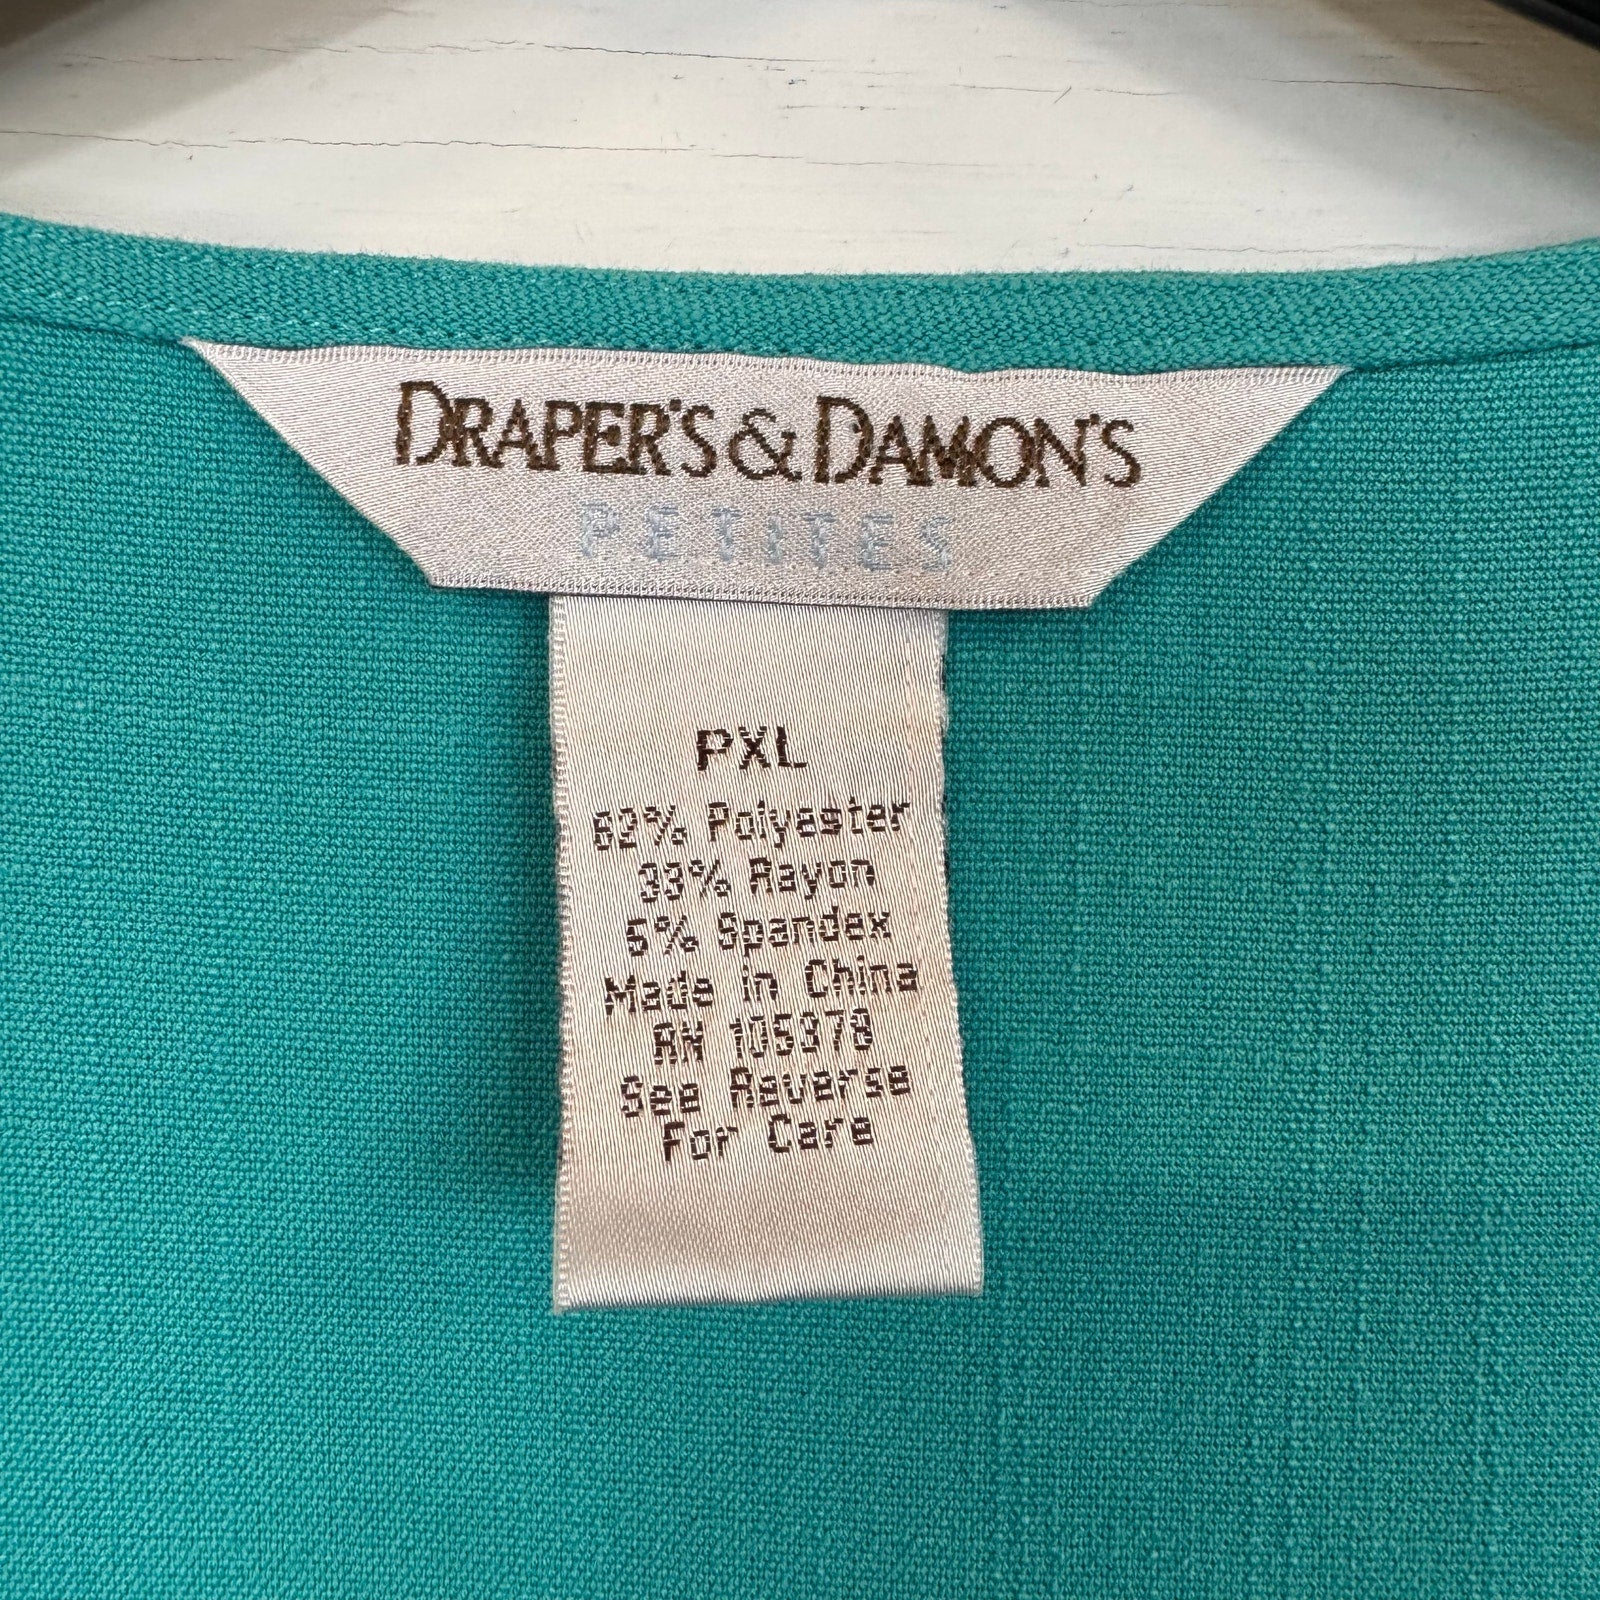 DRAPER'S & DAMON'S
PETITES
PXL
62% Polyester
33% Rayon
5% Spandex
Made in China
RN 105378
See Reverse
For Care